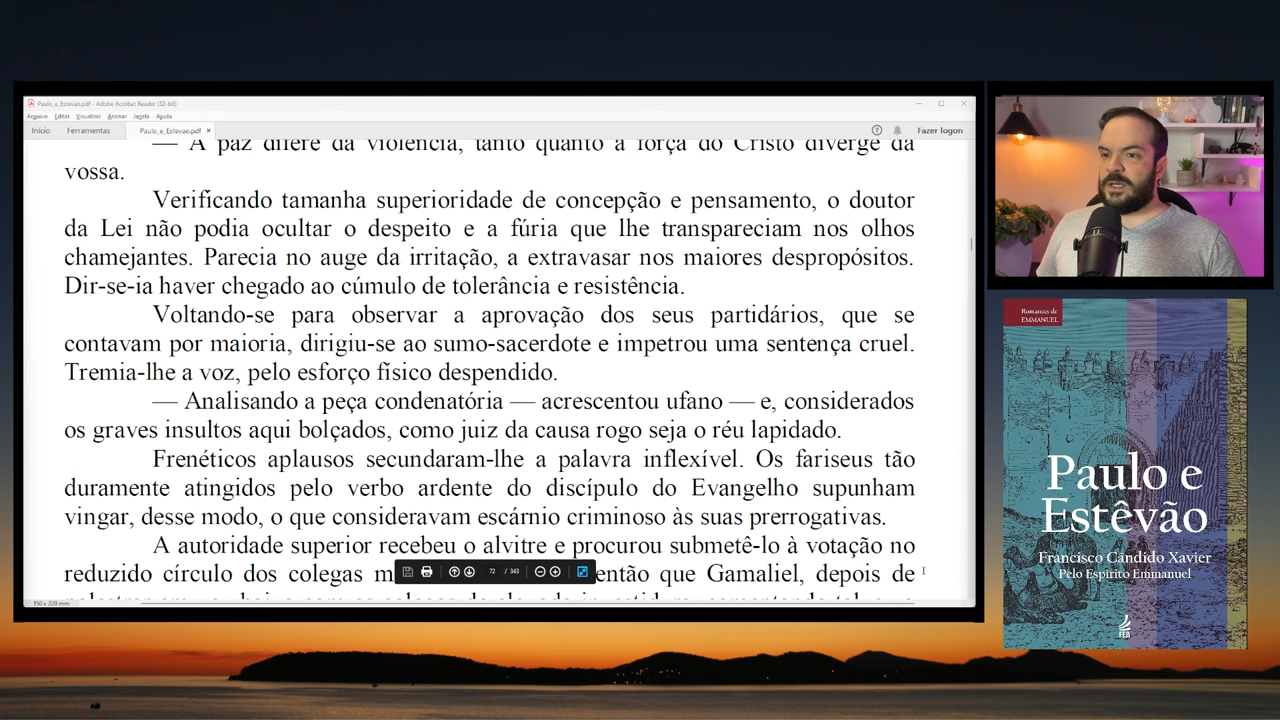 Paulo_e_Estevao.pdf - Adobe Acrobat Reader (32-bit)
Arquivo Editar Visualizar Assinar Janela Ajuda
Início Ferramentas Paulo_e_Estevao.pdf × Fazer logon
— A paz difere da violência, tanto quanto a força do Cristo diverge da
vossa.
Verificando tamanha superioridade de concepção e pensamento, o doutor
da Lei não podia ocultar o despeito e a fúria que lhe transpareciam nos olhos
chamejantes. Parecia no auge da irritação, a extravasar nos maiores despropósitos.
Dir-se-ia haver chegado ao cúmulo de tolerância e resistência.
Voltando-se para observar a aprovação dos seus partidários, que se
contavam por maioria, dirigiu-se ao sumo-sacerdote e impetrou uma sentença cruel.
Tremia-lhe a voz, pelo esforço físico despendido.
— Analisando a peça condenatória — acrescentou ufano — e, considerados
os graves insultos aqui bolçados, como juiz da causa rogo seja o réu lapidado.
Frenéticos aplausos secundaram-lhe a palavra inflexível. Os fariseus tão
duramente atingidos pelo verbo ardente do discípulo do Evangelho supunham
vingar, desse modo, o que consideravam escárnio criminoso às suas prerrogativas.
A autoridade superior recebeu o alvitre e procurou submetê-lo à votação no
reduzido círculo dos colegas então que Gamaliel, depois de
72 / 343
150 x 220 mm
Romances de
EMMANUEL
Paulo e
Estêvão
Francisco Cândido Xavier
Pelo Espírito Emmanuel
FEB